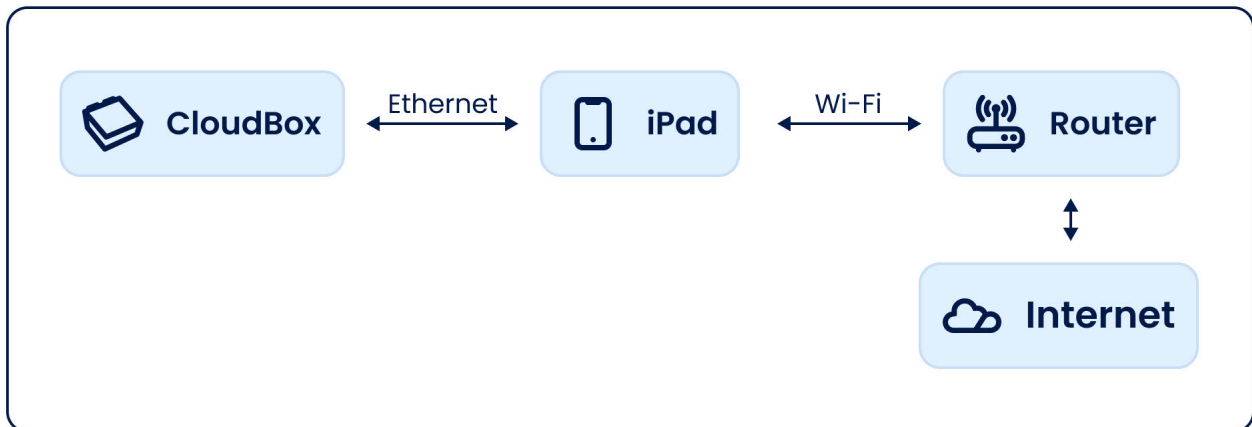 CloudBox
Ethernet
iPad
Wi-Fi
Router
Internet